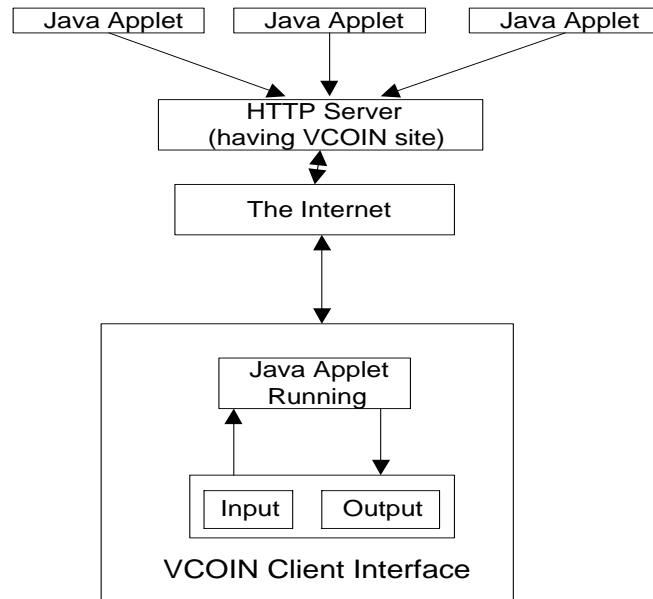 Java Applet
Java Applet
Java Applet
HTTP Server
(having VCOIN site)
The Internet
Java Applet
Running
Input
Output
VCOIN Client Interface